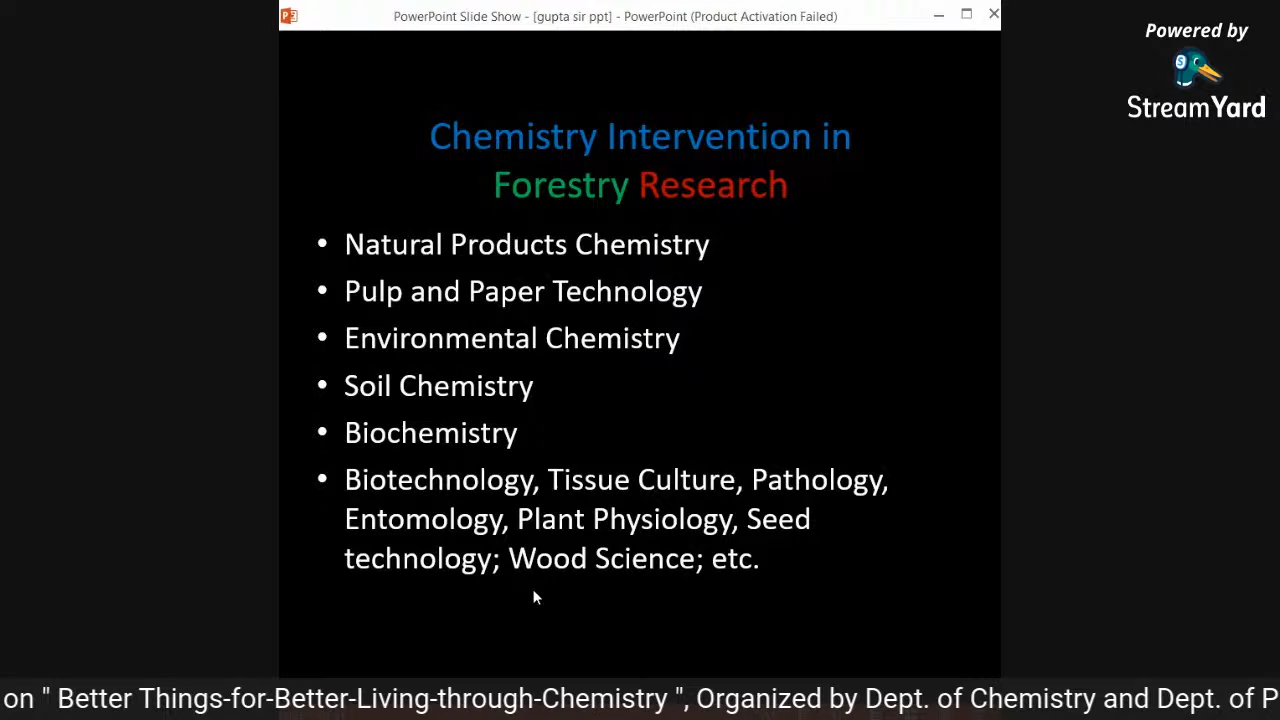 PowerPoint Slide Show - [gupta sir ppt] - PowerPoint (Product Activation Failed)
Powered by
StreamYard
Chemistry Intervention in
Forestry Research
• Natural Products Chemistry
• Pulp and Paper Technology
• Environmental Chemistry
• Soil Chemistry
• Biochemistry
• Biotechnology, Tissue Culture, Pathology,
Entomology, Plant Physiology, Seed
technology; Wood Science; etc.
on " Better Things-for-Better-Living-through-Chemistry ", Organized by Dept. of Chemistry and Dept. of P